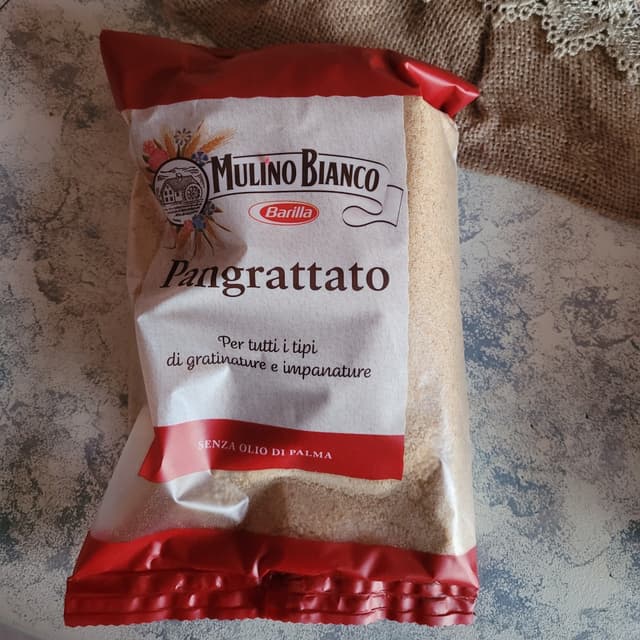 MULINO BIANCO
Barilla
Pangrattato
Per tutti i tipi
di gratinature e impanature
SENZA OLIO DI PALMA